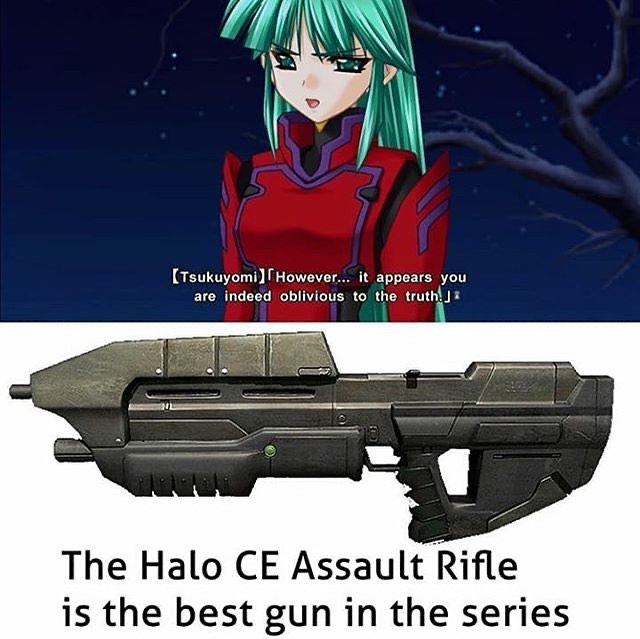 【Tsukuyomi】「However... it appears you
are indeed oblivious to the truth.」
The Halo CE Assault Rifle
is the best gun in the series